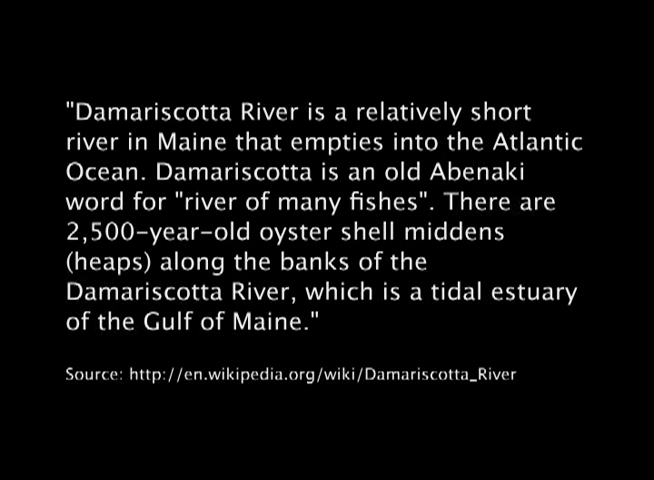 "Damariscotta River is a relatively short
river in Maine that empties into the Atlantic
Ocean. Damariscotta is an old Abenaki
word for "river of many fishes". There are
2,500-year-old oyster shell middens
(heaps) along the banks of the
Damariscotta River, which is a tidal estuary
of the Gulf of Maine."
Source: http://en.wikipedia.org/wiki/Damariscotta_River